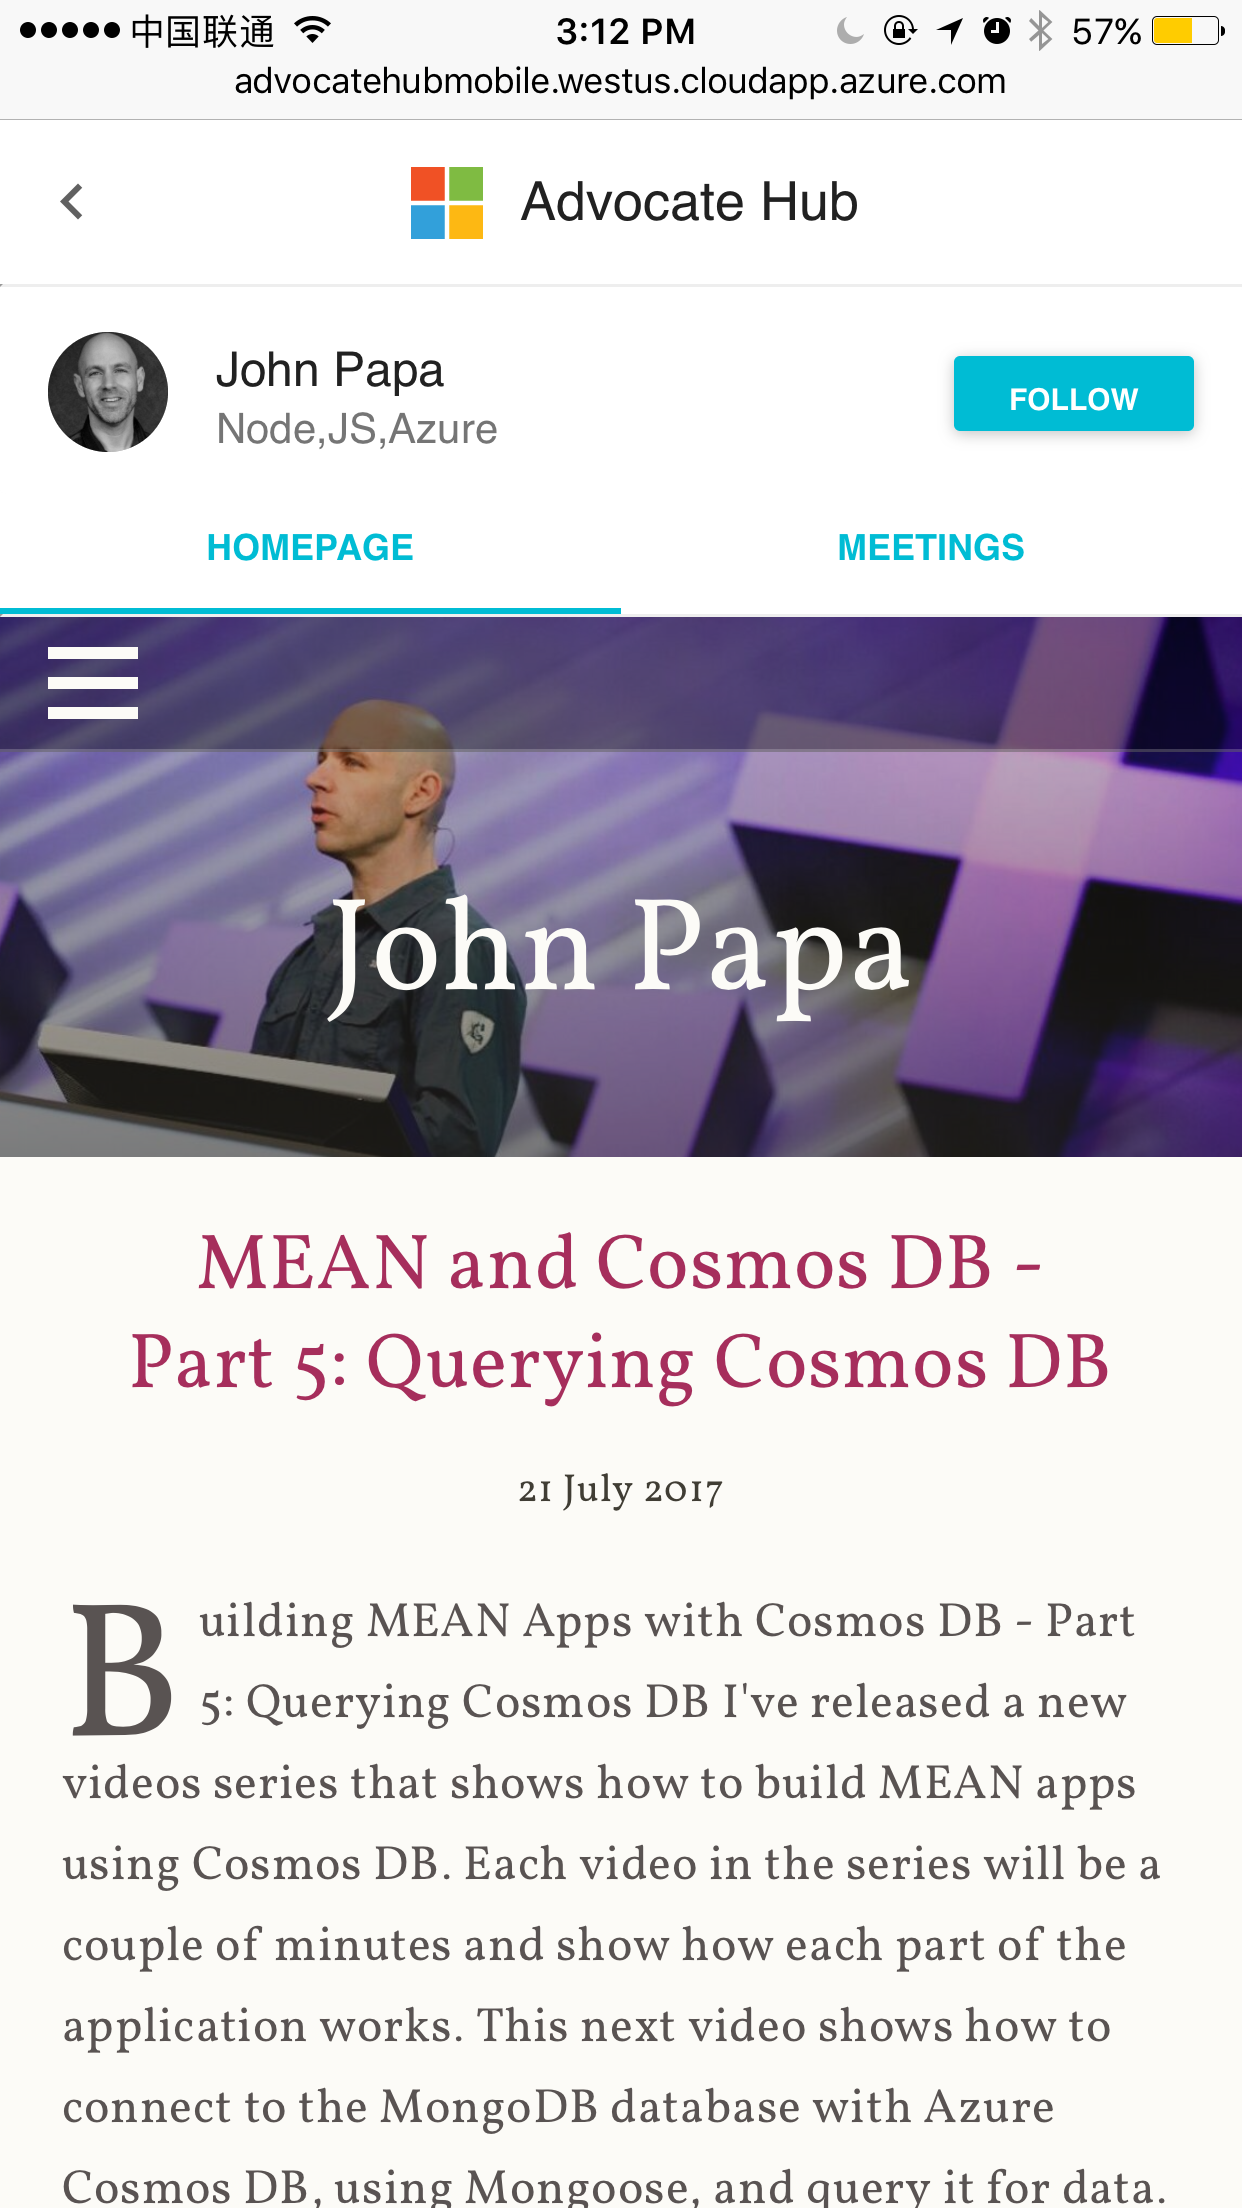 中国联通
3:12 PM
57%
advocatehubmobile.westus.cloudapp.azure.com
Advocate Hub
John Papa
Node,JS,Azure
FOLLOW
HOMEPAGE
MEETINGS
John Papa
MEAN and Cosmos DB -
Part 5: Querying Cosmos DB
21 July 2017
Building MEAN Apps with Cosmos DB - Part
5: Querying Cosmos DB I've released a new
videos series that shows how to build MEAN apps
using Cosmos DB. Each video in the series will be a
couple of minutes and show how each part of the
application works. This next video shows how to
connect to the MongoDB database with Azure
Cosmos DB, using Mongoose, and query it for data.